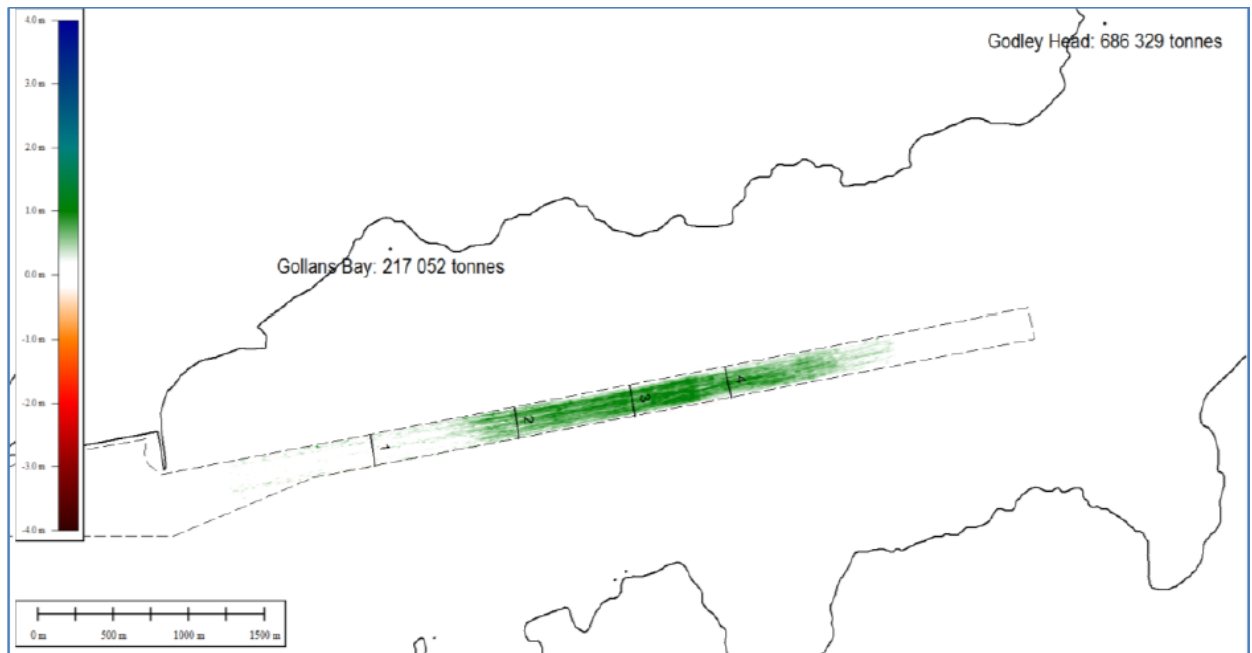 4.0 m
Godley Head: 686 329 tonnes
3.0 m
2.0 m
1.0 m
Gollans Bay: 217 052 tonnes
0.0 m
-1.0 m
4
3
2
-2.0 m
1
-3.0 m
-4.0 m
0 m 500 m 1000 m 1500 m